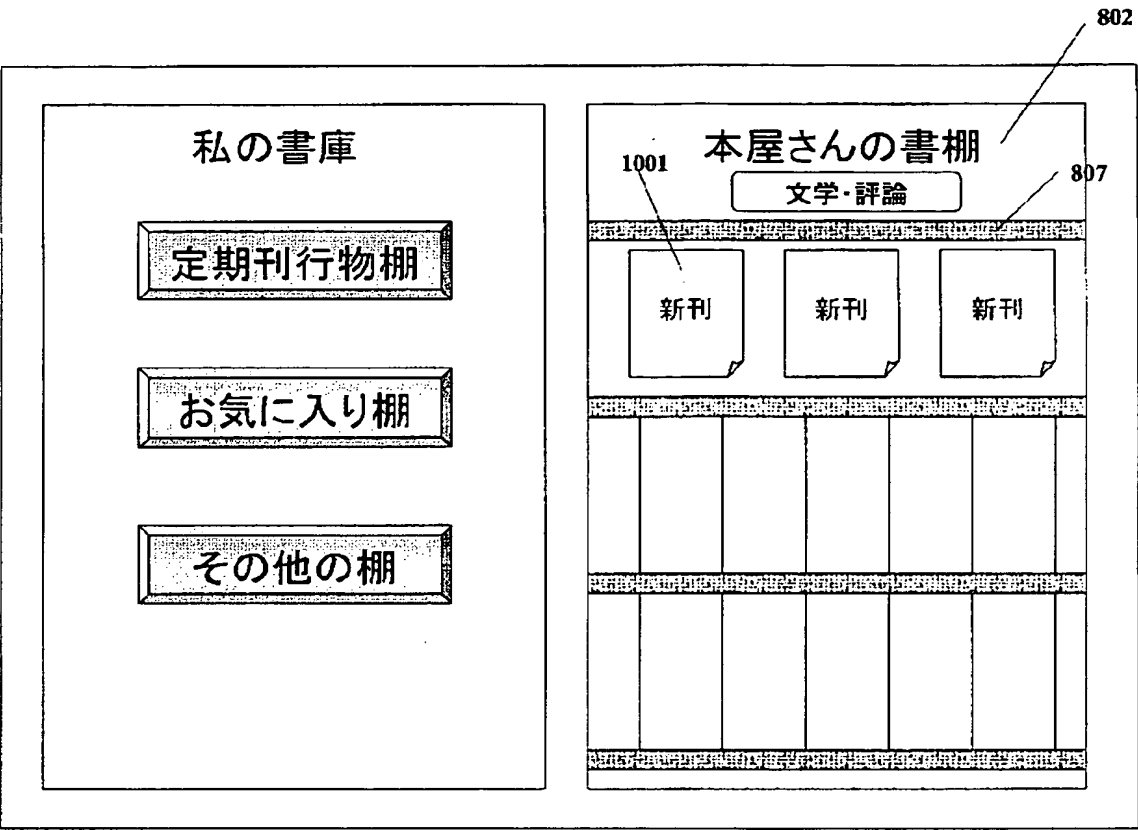 802
私の書庫
本屋さんの書棚
1001
807
文学・評論
定期刊行物棚
新刊
新刊
新刊
お気に入り棚
その他の棚